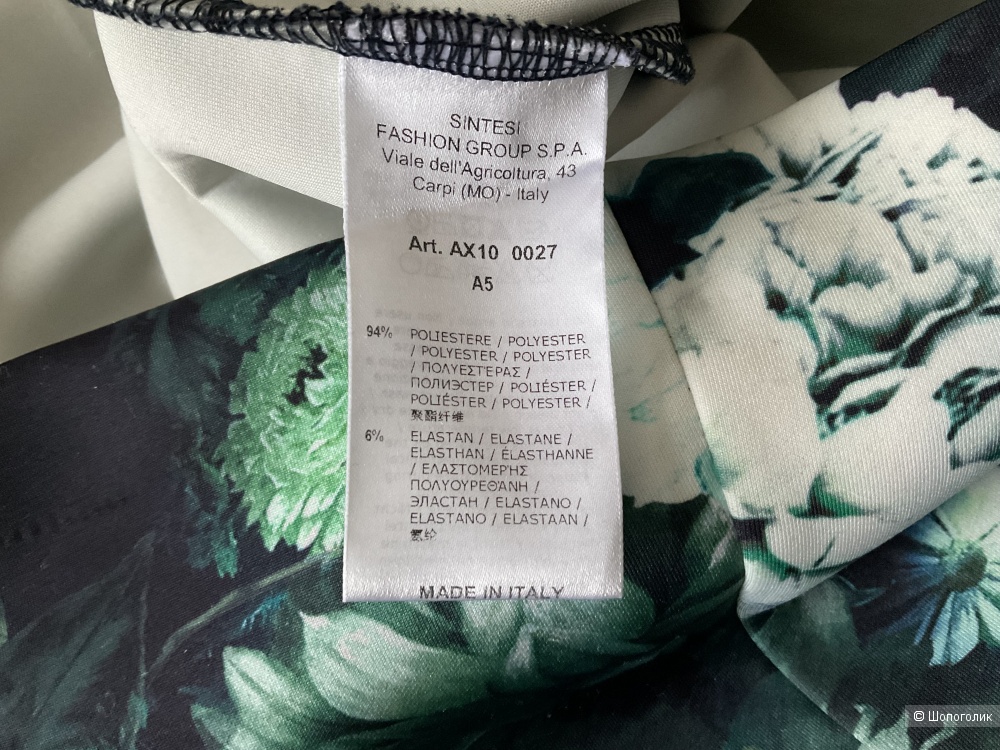 SINTESI
FASHION GROUP S.P.A.
Viale dell'Agricoltura, 43
Carpi (MO) - Italy
Art. AX10 0027
A5
94% POLIESTERE / POLYESTER
/ POLYESTER / POLYESTER
/ ΠΟΛΥΕΣΤΈΡΑΣ /
ПОЛИЭСТЕР / POLIÉSTER /
POLIÉSTER / POLYESTER /
聚酯纤维
6% ELASTAN / ELASTANE /
ELASTHAN / ÉLASTHANNE
/ ΕΛΑΣΤΟΜΕΡΉΣ
ΠΟΛΥΟΥΡΕΘΆΝΗ /
ЭЛАСТАН / ELASTANO /
ELASTANO / ELASTAAN /
氨纶
MADE IN ITALY
© Шопоголик